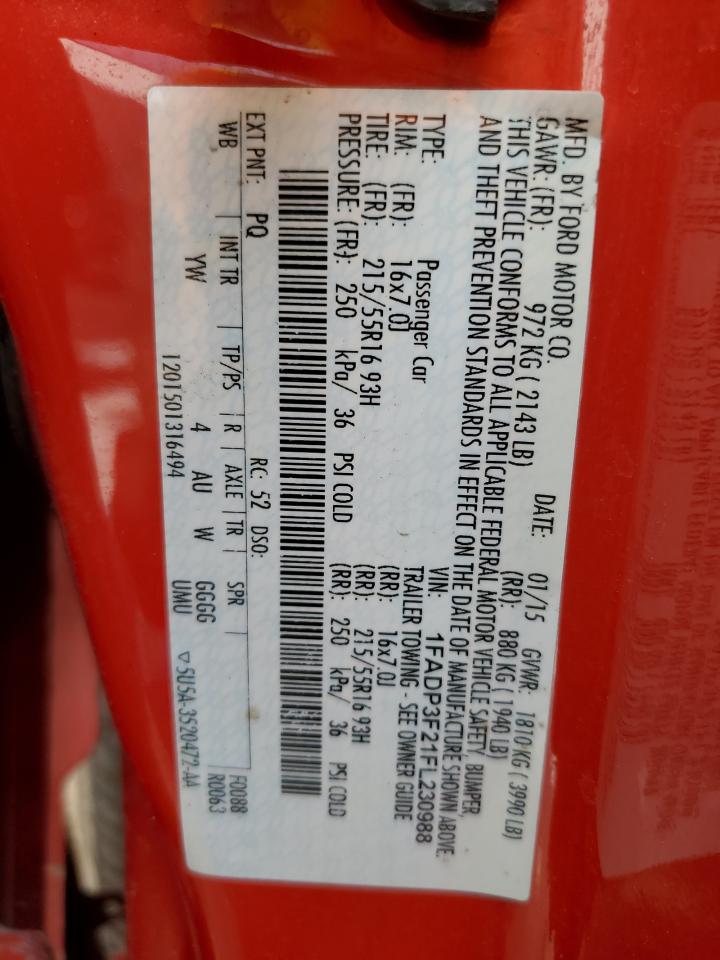 MFD. BY FORD MOTOR CO.
DATE: 01/15 GVWR: 1810 KG ( 3990 LB)
GAWR: (FR): 972 KG ( 2143 LB) (RR): 880 KG ( 1940 LB)
THIS VEHICLE CONFORMS TO ALL APPLICABLE FEDERAL MOTOR VEHICLE SAFETY, BUMPER,
AND THEFT PREVENTION STANDARDS IN EFFECT ON THE DATE OF MANUFACTURE SHOWN ABOVE.
VIN: 1FADP3F21FL230988
TYPE: Passenger Car TRAILER TOWING - SEE OWNER GUIDE
RIM: (FR): 16x7.0J (RR): 16x7.0J
TIRE: (FR): 215/55R16 93H (RR): 215/55R16 93H
PRESSURE: (FR): 250 kPa/ 36 PSI COLD (RR): 250 kPa/ 36 PSI COLD
EXT PNT: PQ RC: 52 DSO: F0088
WB INT TR TP/PS R AXLE TR SPR R0063
YW 4 AU W GGGG
1201501316494 UMU ▽5U5A-3520472-AA